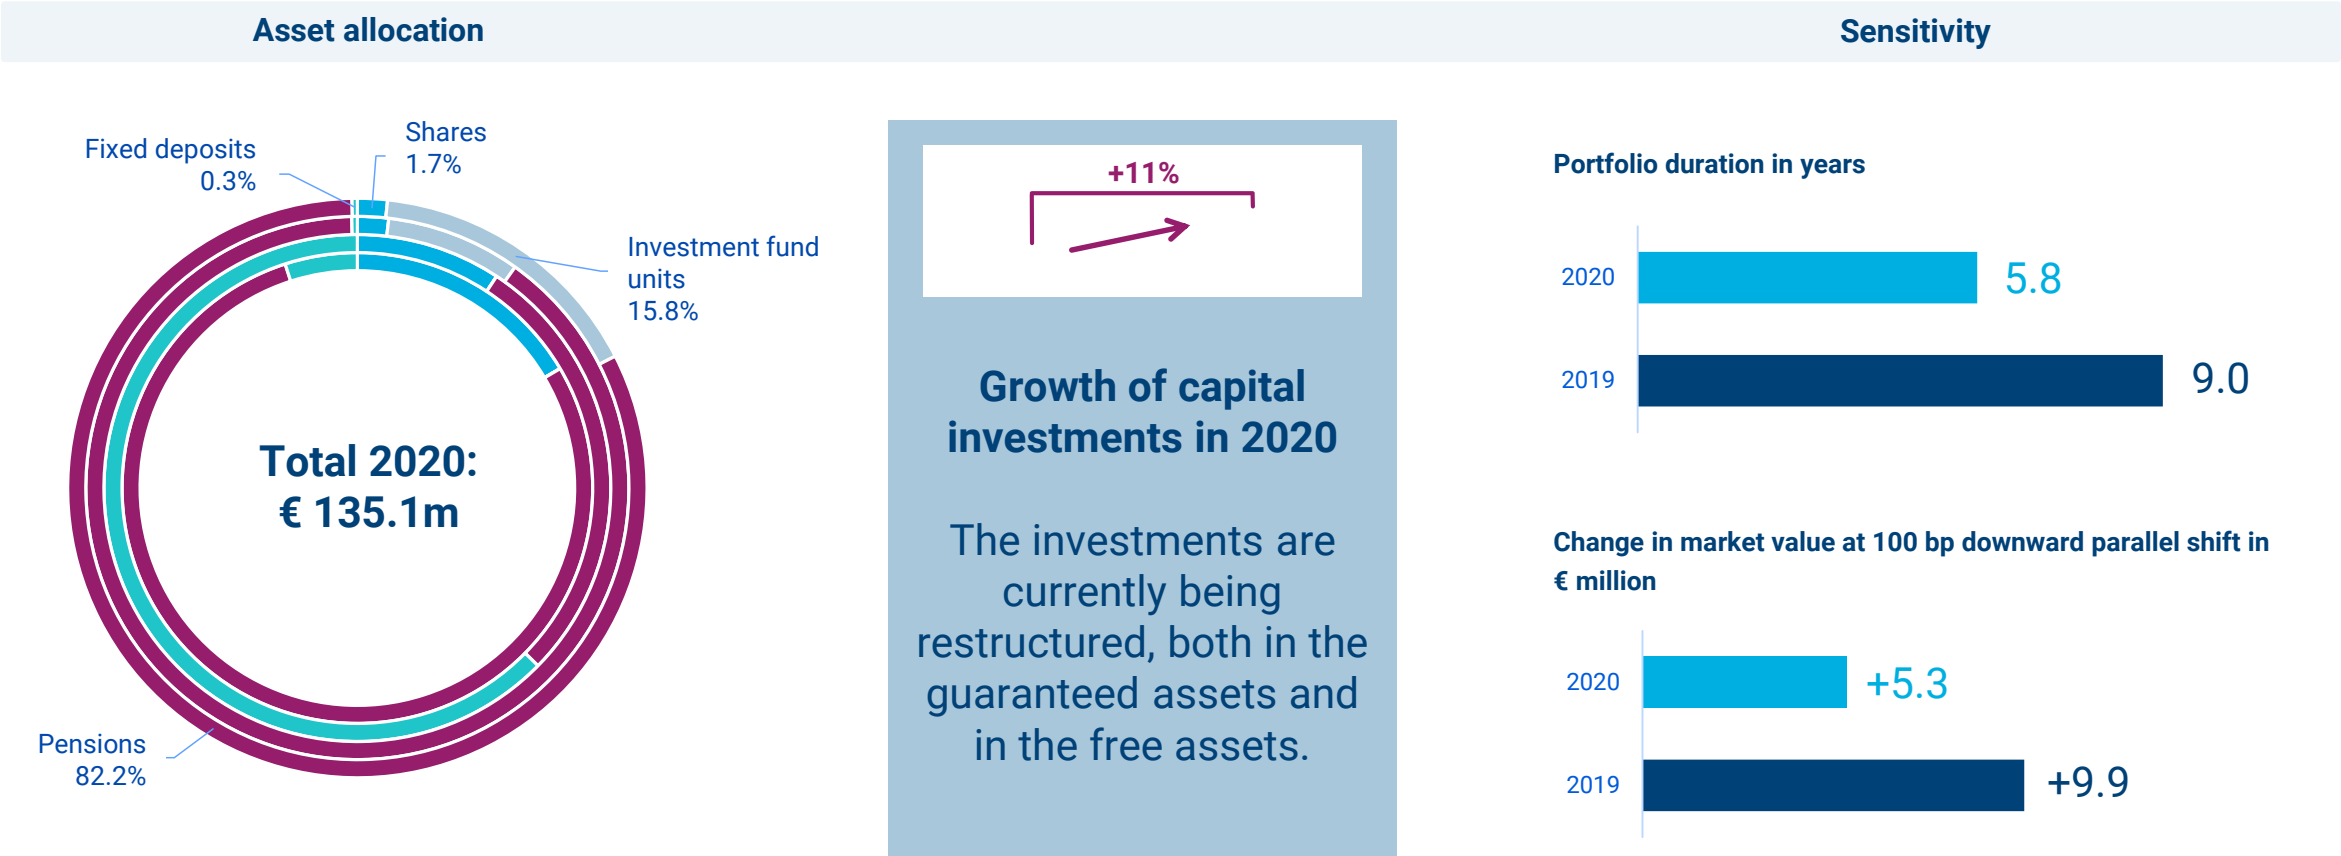 Asset allocation
Sensitivity
Fixed deposits
0.3%
Shares
1.7%
Investment fund
units
15.8%
Total 2020:
€ 135.1m
Pensions
82.2%
+11%
Growth of capital
investments in 2020
The investments are
currently being
restructured, both in the
guaranteed assets and
in the free assets.
Portfolio duration in years
2020
5.8
2019
9.0
Change in market value at 100 bp downward parallel shift in
€ million
2020
+5.3
2019
+9.9